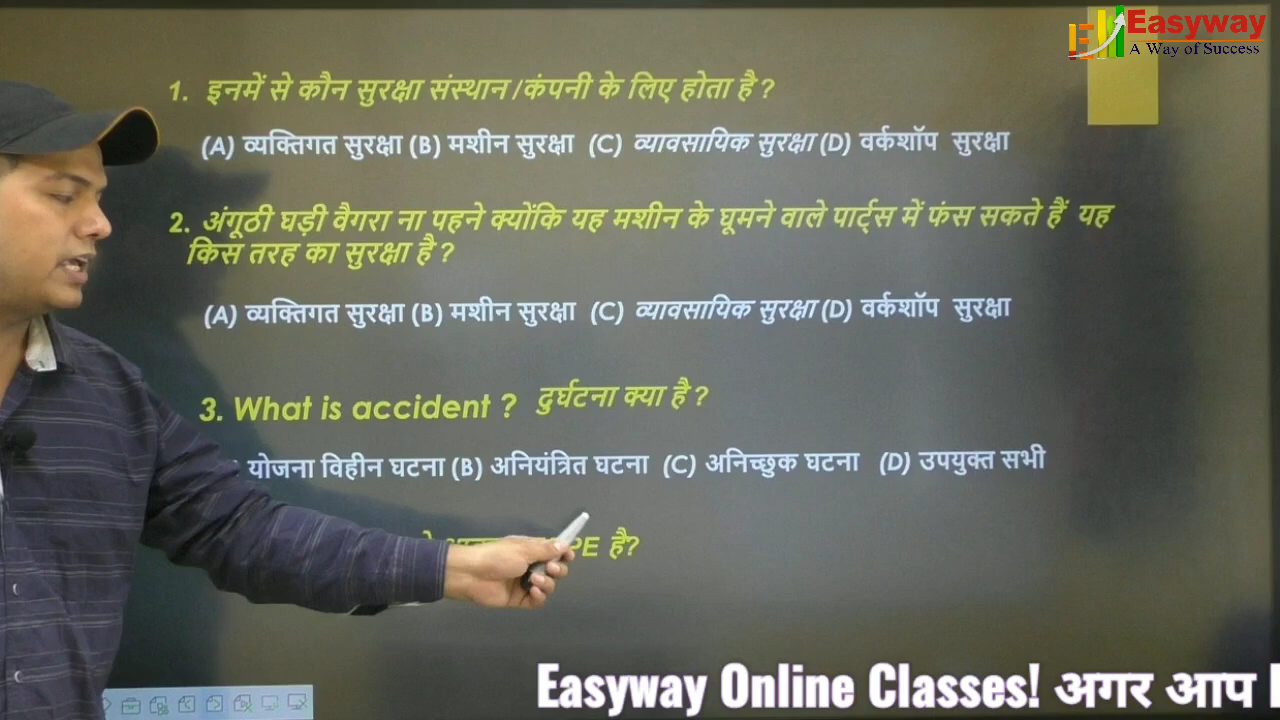 Easyway
A Way of Success
1. इनमें से कौन सुरक्षा संस्थान /कंपनी के लिए होता है ?
(A) व्यक्तिगत सुरक्षा (B) मशीन सुरक्षा (C) व्यावसायिक सुरक्षा (D) वर्कशॉप सुरक्षा
2. अंगूठी घड़ी वैगरा ना पहने क्योंकि यह मशीन के घूमने वाले पार्ट्स में फंस सकते हैं यह
किस तरह का सुरक्षा है ?
(A) व्यक्तिगत सुरक्षा (B) मशीन सुरक्षा (C) व्यावसायिक सुरक्षा (D) वर्कशॉप सुरक्षा
3. What is accident ? दुर्घटना क्या है ?
योजना विहीन घटना (B) अनियंत्रित घटना (C) अनिच्छुक घटना (D) उपयुक्त सभी
है?
Easyway Online Classes! अगर आप